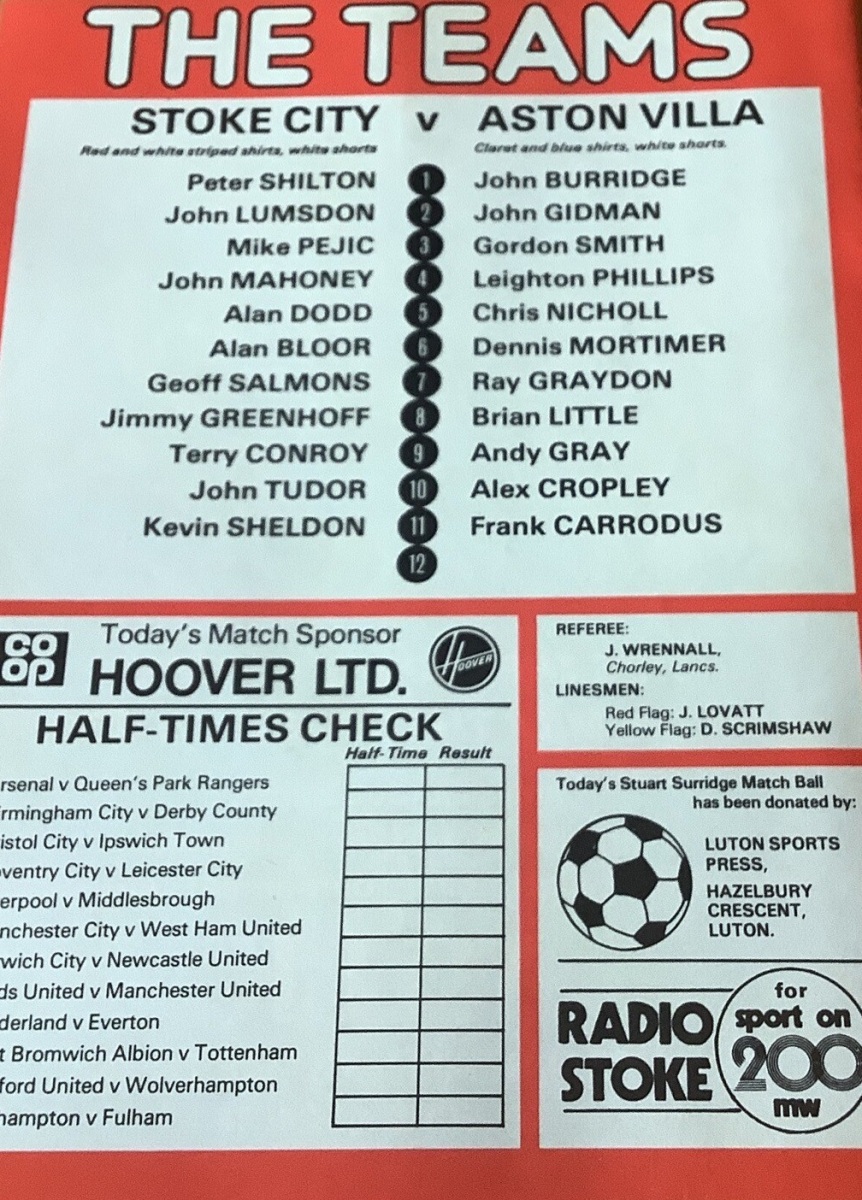 THE TEAMS
STOKE CITY v ASTON VILLA
Red and white striped shirts, white shorts Claret and blue shirts, white shorts.
Peter SHILTON 1 John BURRIDGE
John LUMSDON 2 John GIDMAN
Mike PEJIC 3 Gordon SMITH
John MAHONEY 4 Leighton PHILLIPS
Alan DODD 5 Chris NICHOLL
Alan BLOOR 6 Dennis MORTIMER
Geoff SALMONS 7 Ray GRAYDON
Jimmy GREENHOFF 8 Brian LITTLE
Terry CONROY 9 Andy GRAY
John TUDOR 10 Alex CROPLEY
Kevin SHELDON 11 Frank CARRODUS
12
CO
OP
Today's Match Sponsor
HOOVER LTD.
HOOVER
HALF-TIMES CHECK
Half-Time Result
rsenal v Queen's Park Rangers
rmingham City v Derby County
istol City v Ipswich Town
ventry City v Leicester City
erpool v Middlesbrough
nchester City v West Ham United
wich City v Newcastle United
ds United v Manchester United
derland v Everton
t Bromwich Albion v Tottenham
ford United v Wolverhampton
hampton v Fulham
REFEREE:
J. WRENNALL,
Chorley, Lancs.
LINESMEN:
Red Flag: J. LOVATT
Yellow Flag: D. SCRIMSHAW
Today's Stuart Surridge Match Ball
has been donated by:
LUTON SPORTS
PRESS,
HAZELBURY
CRESCENT,
LUTON.
RADIO
STOKE
for
sport on
200
mw